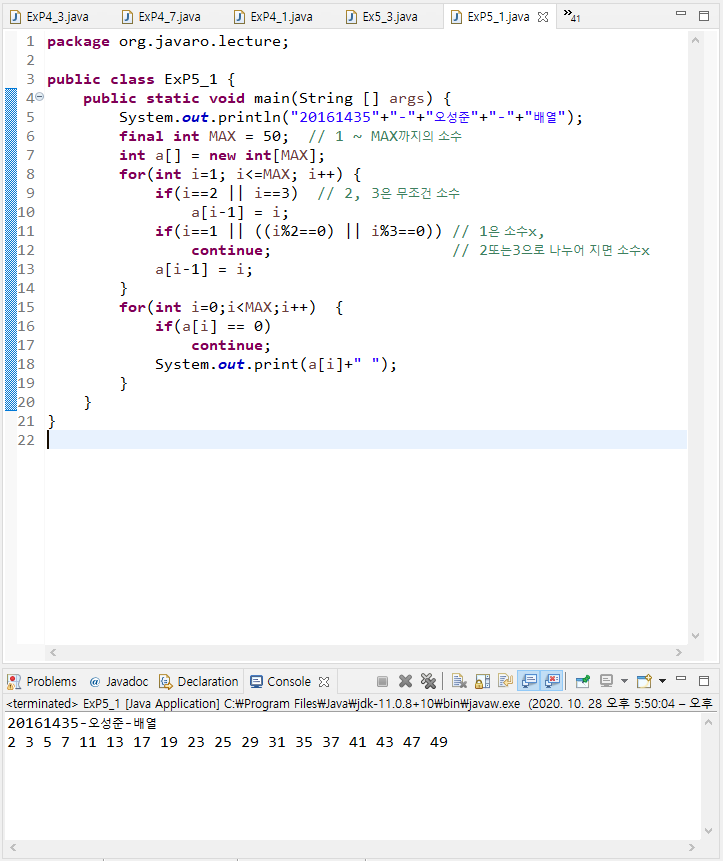 ExP4_3.java ExP4_7.java ExP4_1.java Ex5_3.java ExP5_1.java »41
1 package org.javaro.lecture;
2
3 public class ExP5_1 {
4 public static void main(String [] args) {
5 System.out.println("20161435"+"-"+"오성준"+"-"+"배열");
6 final int MAX = 50; // 1 ~ MAX까지의 소수
7 int a[] = new int[MAX];
8 for(int i=1; i<=MAX; i++) {
9 if(i==2 || i==3) // 2, 3은 무조건 소수
10 a[i-1] = i;
11 if(i==1 || ((i%2==0) || i%3==0)) // 1은 소수x,
12 continue; // 2또는3으로 나누어 지면 소수x
13 a[i-1] = i;
14 }
15 for(int i=0;i<MAX;i++) {
16 if(a[i] == 0)
17 continue;
18 System.out.print(a[i]+" ");
19 }
20 }
21 }
22
Problems @ Javadoc Declaration Console
<terminated> ExP5_1 [Java Application] C:₩Program Files₩Java₩jdk-11.0.8+10₩bin₩javaw.exe (2020. 10. 28 오후 5:50:04 – 오후
20161435-오성준-배열
2 3 5 7 11 13 17 19 23 25 29 31 35 37 41 43 47 49